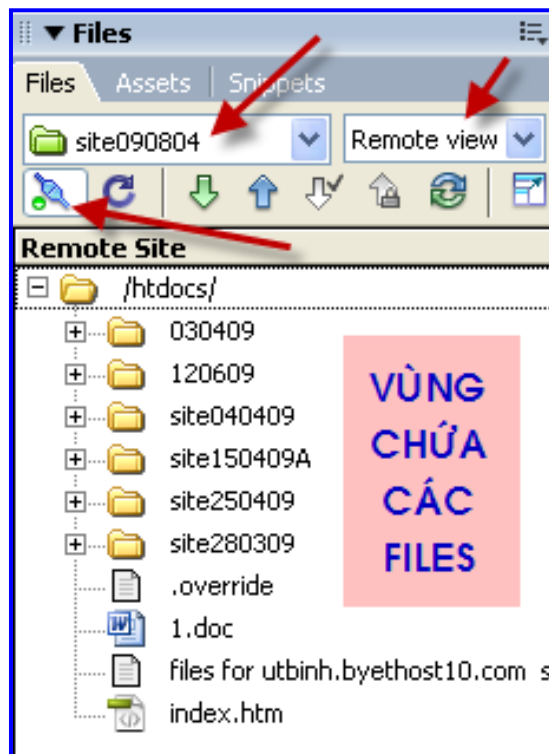 Files
Files Assets Snippets
site090804 Remote view
Remote Site
/htdocs/
030409
120609
site040409
site150409A
site250409
site280309
.override
1.doc
files for utbinh.byethost10.com s
index.htm
VÙNG
CHỨA
CÁC
FILES